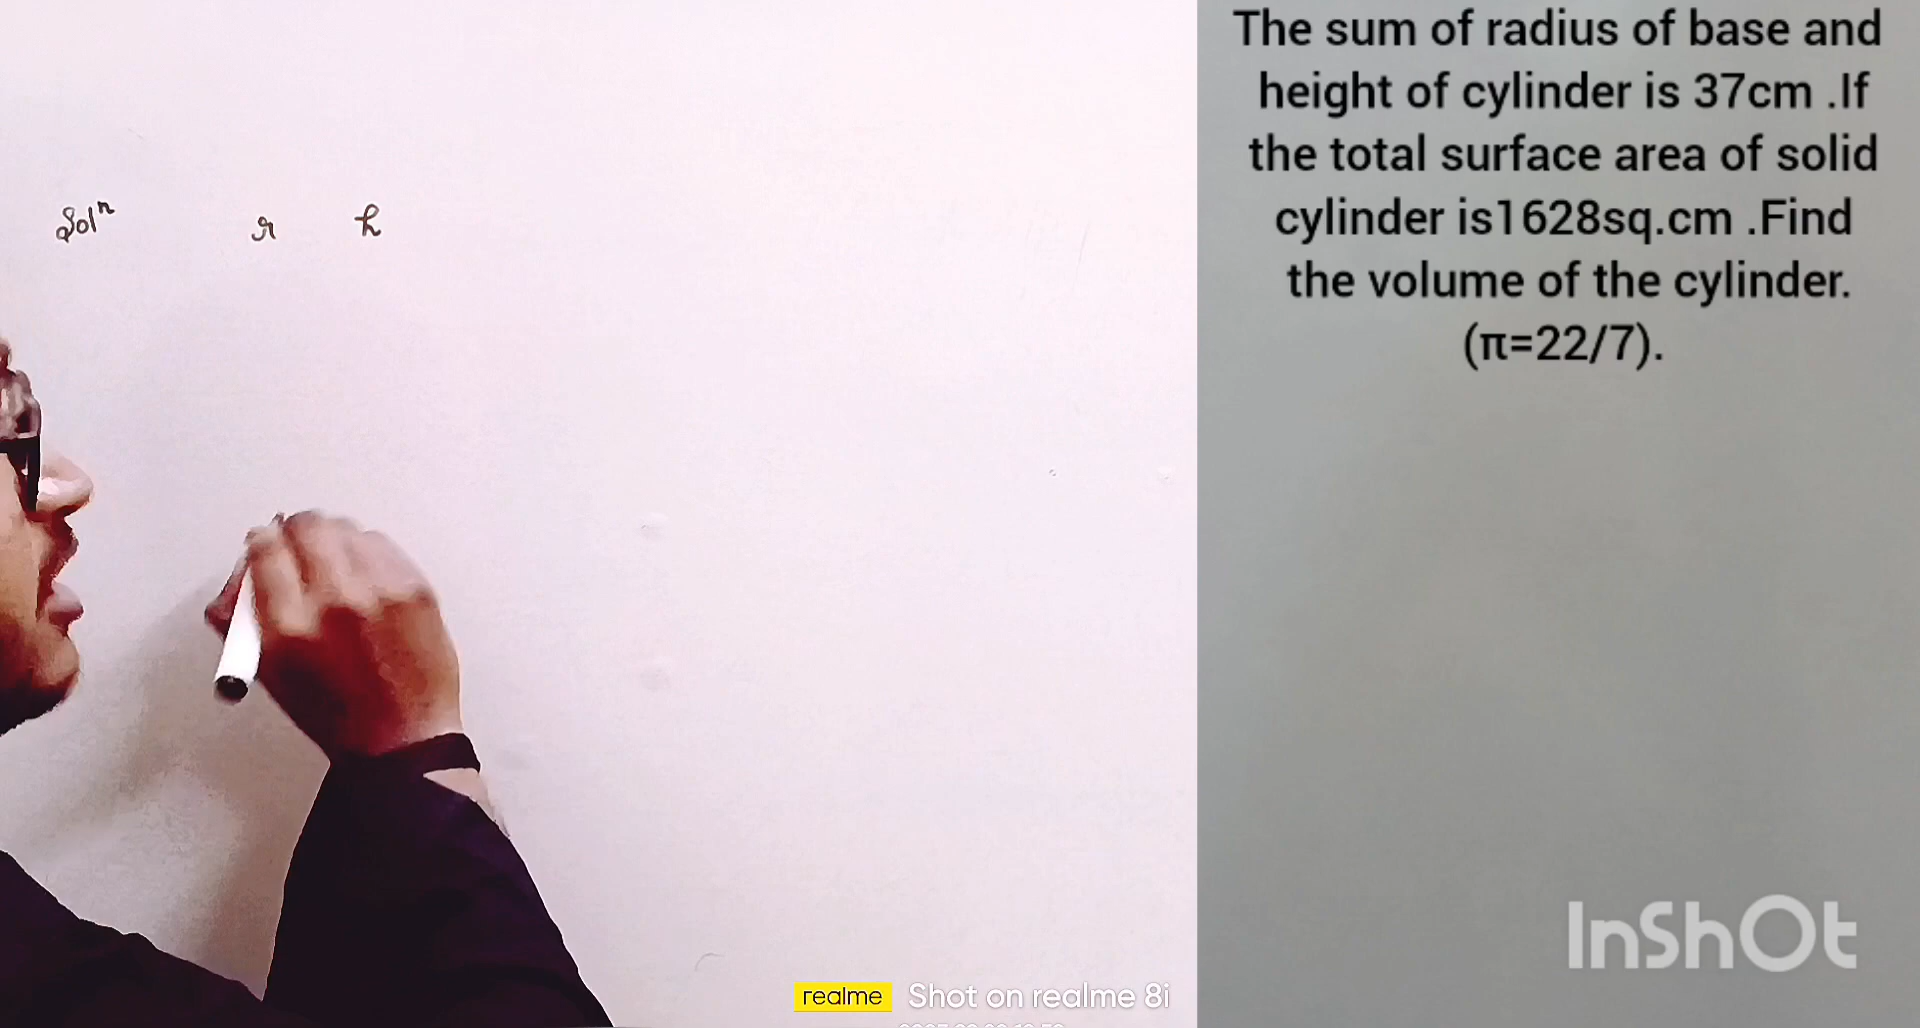 Solⁿ r h
The sum of radius of base and
height of cylinder is 37cm .If
the total surface area of solid
cylinder is1628sq.cm .Find
the volume of the cylinder.
(π=22/7).
InShOt
realme Shot on realme 8i